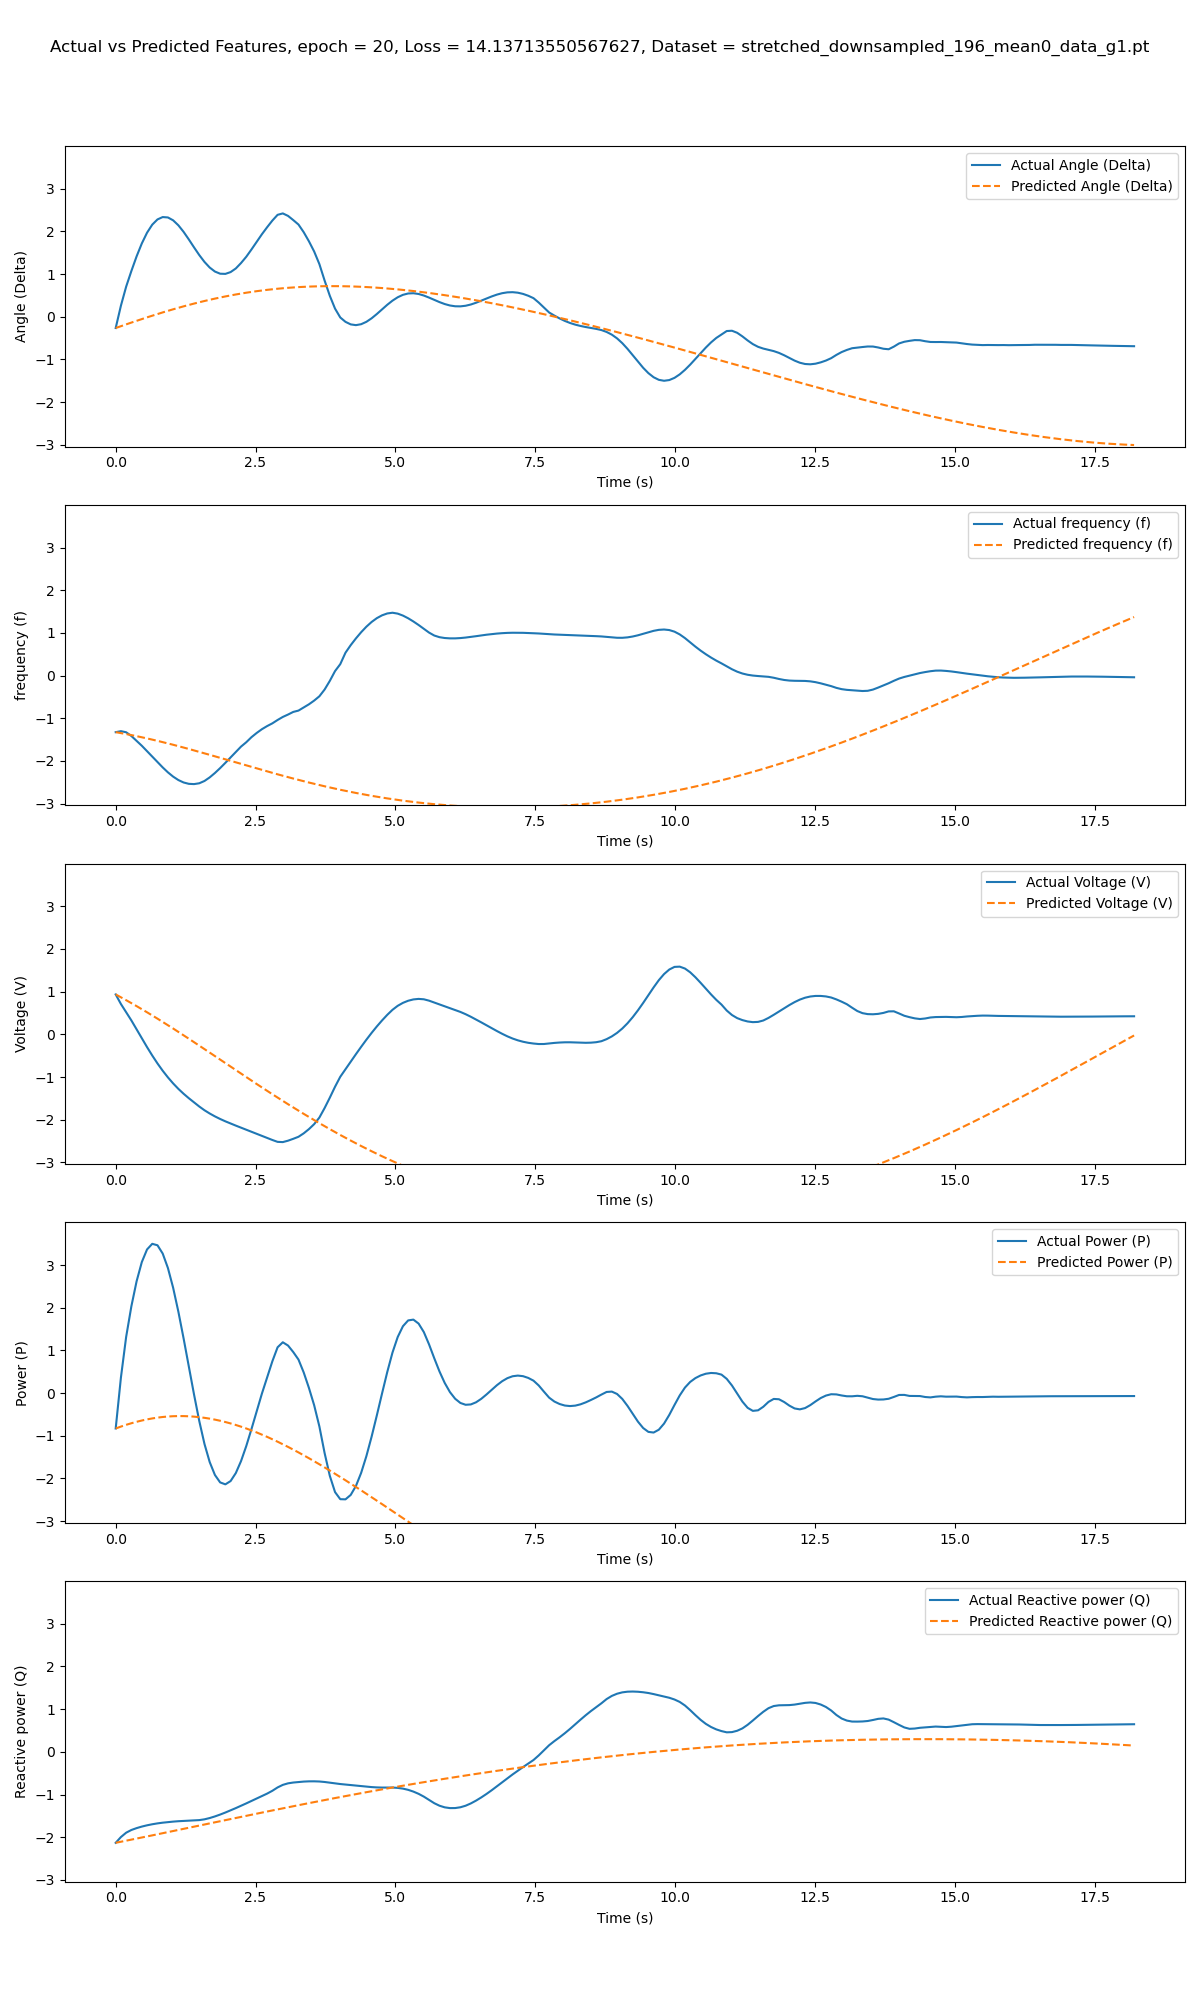 Actual vs Predicted Features, epoch = 20, Loss = 14.13713550567627, Dataset = stretched_downsampled_196_mean0_data_g1.pt
Actual Angle (Delta)
Predicted Angle (Delta)
Angle (Delta)
3
2
1
0
−1
−2
−3
0.0 2.5 5.0 7.5 10.0 12.5 15.0 17.5
Time (s)
Actual frequency (f)
Predicted frequency (f)
frequency (f)
3
2
1
0
−1
−2
−3
0.0 2.5 5.0 7.5 10.0 12.5 15.0 17.5
Time (s)
Actual Voltage (V)
Predicted Voltage (V)
Voltage (V)
3
2
1
0
−1
−2
−3
0.0 2.5 5.0 7.5 10.0 12.5 15.0 17.5
Time (s)
Actual Power (P)
Predicted Power (P)
Power (P)
3
2
1
0
−1
−2
−3
0.0 2.5 5.0 7.5 10.0 12.5 15.0 17.5
Time (s)
Actual Reactive power (Q)
Predicted Reactive power (Q)
Reactive power (Q)
3
2
1
0
−1
−2
−3
0.0 2.5 5.0 7.5 10.0 12.5 15.0 17.5
Time (s)